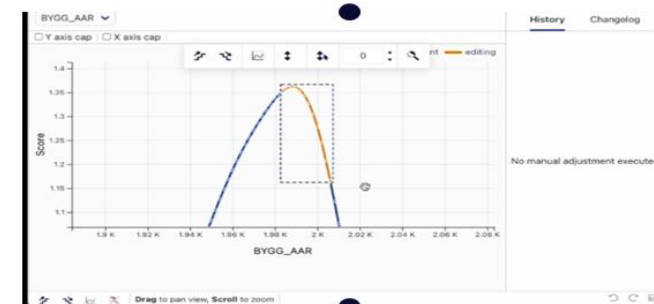 BYGG_AAR
History Changelog
Y axis cap X axis cap
0
nt editing
1.4
1.35
1.3
1.25
1.2
1.15
1.1
Score
No manual adjustment execute
1.9 K 1.92 K 1.94 K 1.96 K 1.98 K 2 K 2.02 K 2.04 K 2.06 K 2.08 K
BYGG_AAR
Drag to pan view, Scroll to zoom